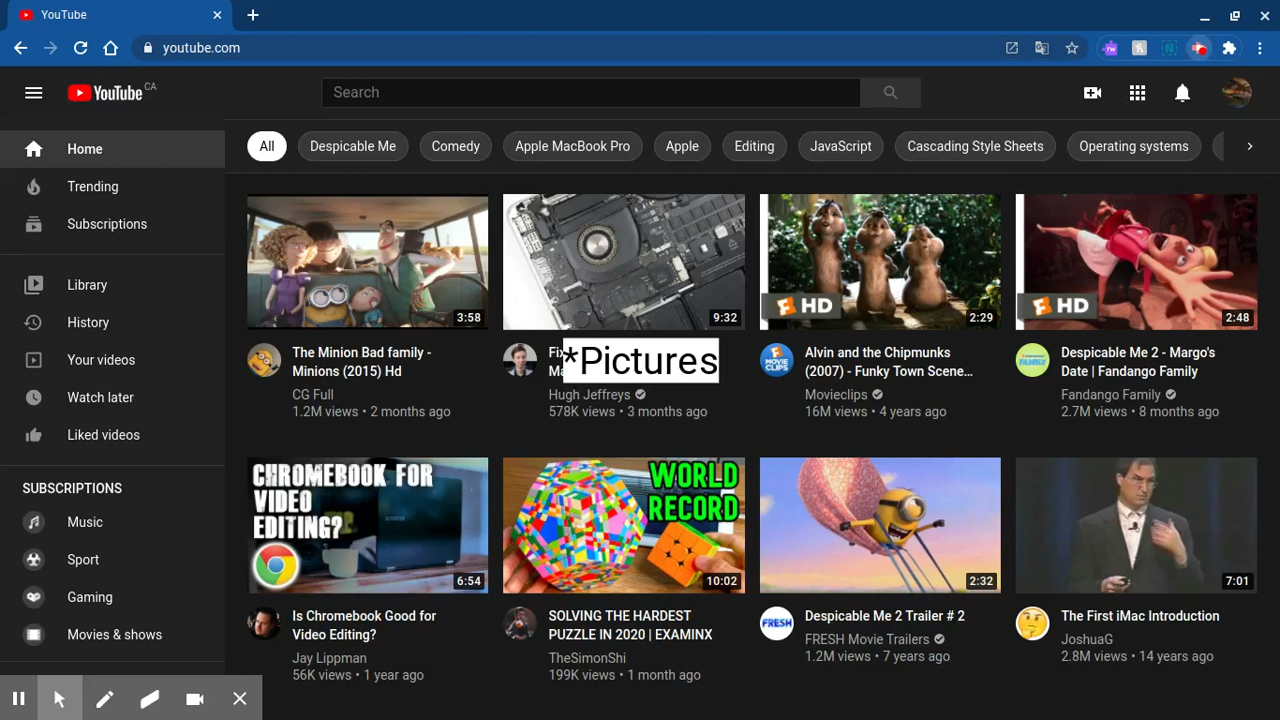 YouTube
youtube.com
YouTube CA
Search
Home
Trending
Subscriptions
Library
History
Your videos
Watch later
Liked videos
SUBSCRIPTIONS
Music
Sport
Gaming
Movies & shows
All
Despicable Me
Comedy
Apple MacBook Pro
Apple
Editing
JavaScript
Cascading Style Sheets
Operating systems
3:58
The Minion Bad family -
Minions (2015) Hd
CG Full
1.2M views • 2 months ago
9:32
*Pictures
Hugh Jeffreys
578K views • 3 months ago
HD
2:29
MOVIE CLIPS
Alvin and the Chipmunks
(2007) - Funky Town Scene…
Movieclips
16M views • 4 years ago
HD
2:48
FAMILY
Despicable Me 2 - Margo's
Date | Fandango Family
Fandango Family
2.7M views • 8 months ago
CHROMEBOOK FOR
VIDEO
EDITING?
6:54
Is Chromebook Good for
Video Editing?
Jay Lippman
56K views • 1 year ago
WORLD
RECORD
10:02
SOLVING THE HARDEST
PUZZLE IN 2020 | EXAMINX
TheSimonShi
199K views • 1 month ago
2:32
FRESH
Despicable Me 2 Trailer # 2
FRESH Movie Trailers
1.2M views • 7 years ago
7:01
The First iMac Introduction
JoshuaG
2.8M views • 14 years ago